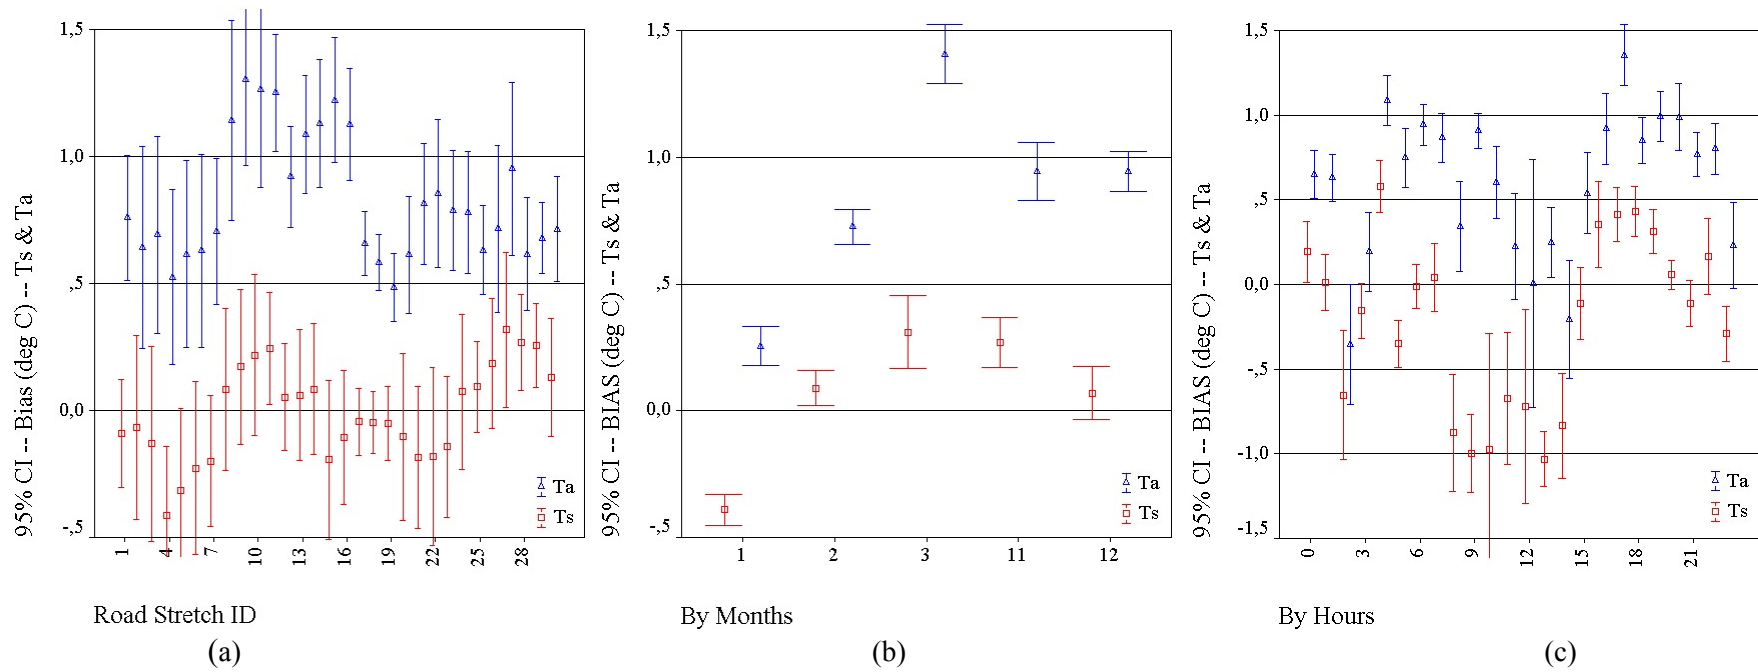 95% CI -- Bias (deg C) -- Ts & Ta
1,5
1,0
,5
0,0
-,5
1 4 7 10 13 16 19 22 25 28
Ta
Ts
Road Stretch ID
(a)
95% CI -- BIAS (deg C) -- Ts & Ta
1,5
1,0
,5
0,0
-,5
1 2 3 11 12
Ta
Ts
By Months
(b)
95% CI -- BIAS (deg C) -- Ts & Ta
1,5
1,0
,5
0,0
-,5
-1,0
-1,5
0 3 6 9 12 15 18 21
Ta
Ts
By Hours
(c)